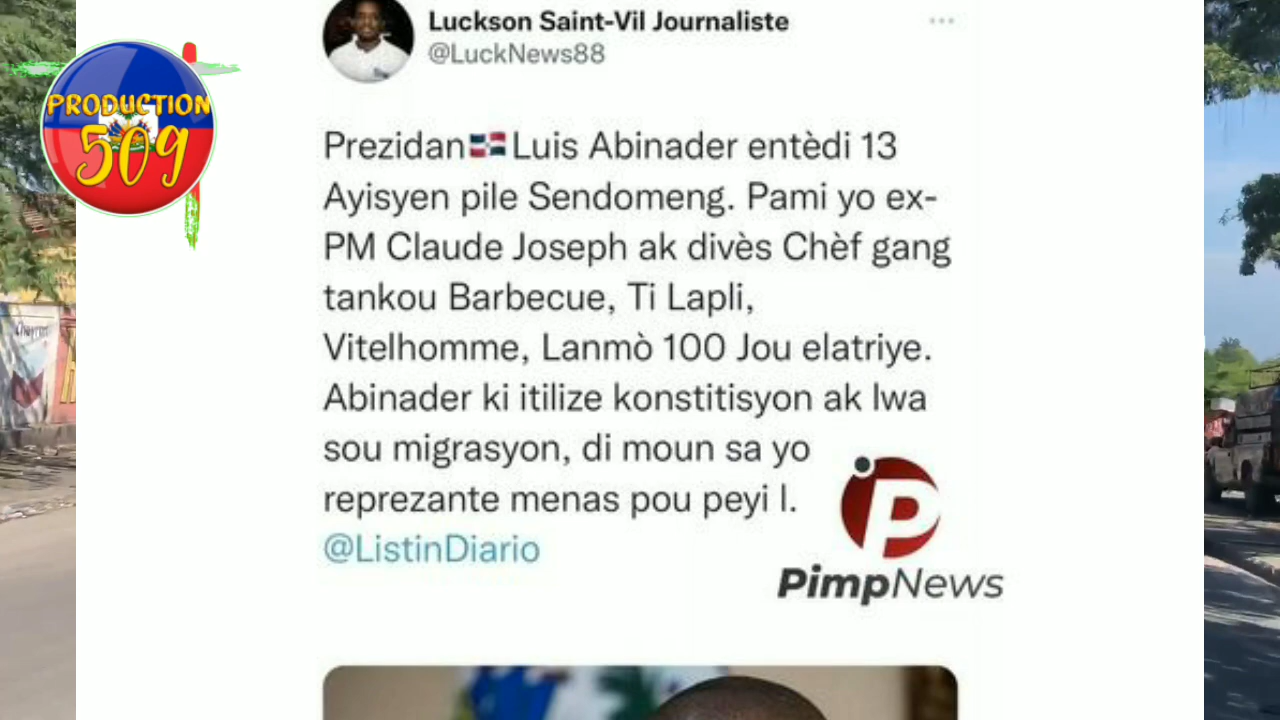 Luckson Saint-Vil Journaliste
@LuckNews88
PRODUCTION
509
Prezidan🇩🇴Luis Abinader entèdi 13
Ayisyen pile Sendomeng. Pami yo ex-
PM Claude Joseph ak divès Chèf gang
tankou Barbecue, Ti Lapli,
Vitelhomme, Lanmò 100 Jou elatriye.
Abinader ki itilize konstitisyon ak lwa
sou migrasyon, di moun sa yo
reprezante menas pou peyi l.
@ListinDiario
P
PimpNews